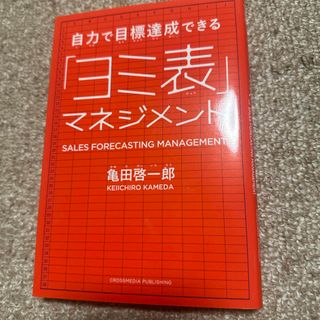 自力で目標達成できる
「ヨミ表」
マネジメント
SALES FORECASTING MANAGEMENT
亀田啓一郎
KEIICHIRO KAMEDA
CROSSMEDIA PUBLISHING